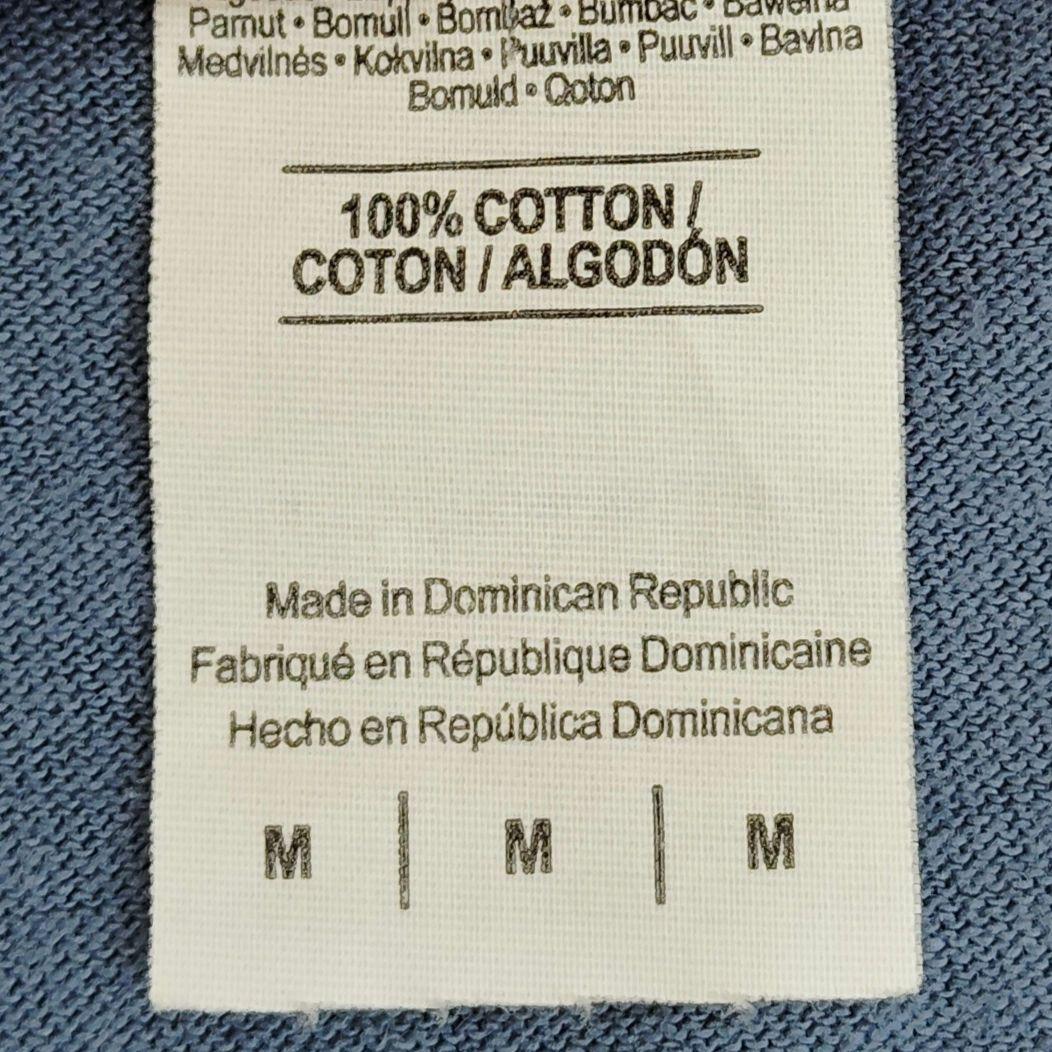 Pamut • Bomull • Bombaž • Bumbac • Bawełna
Medvilnės • Kokvilna • Puuvilla • Puuvill • Bavlna
Bomuld • Qoton
100% COTTON /
COTON / ALGODÓN
Made in Dominican Republic
Fabriqué en République Dominicaine
Hecho en República Dominicana
M | M | M